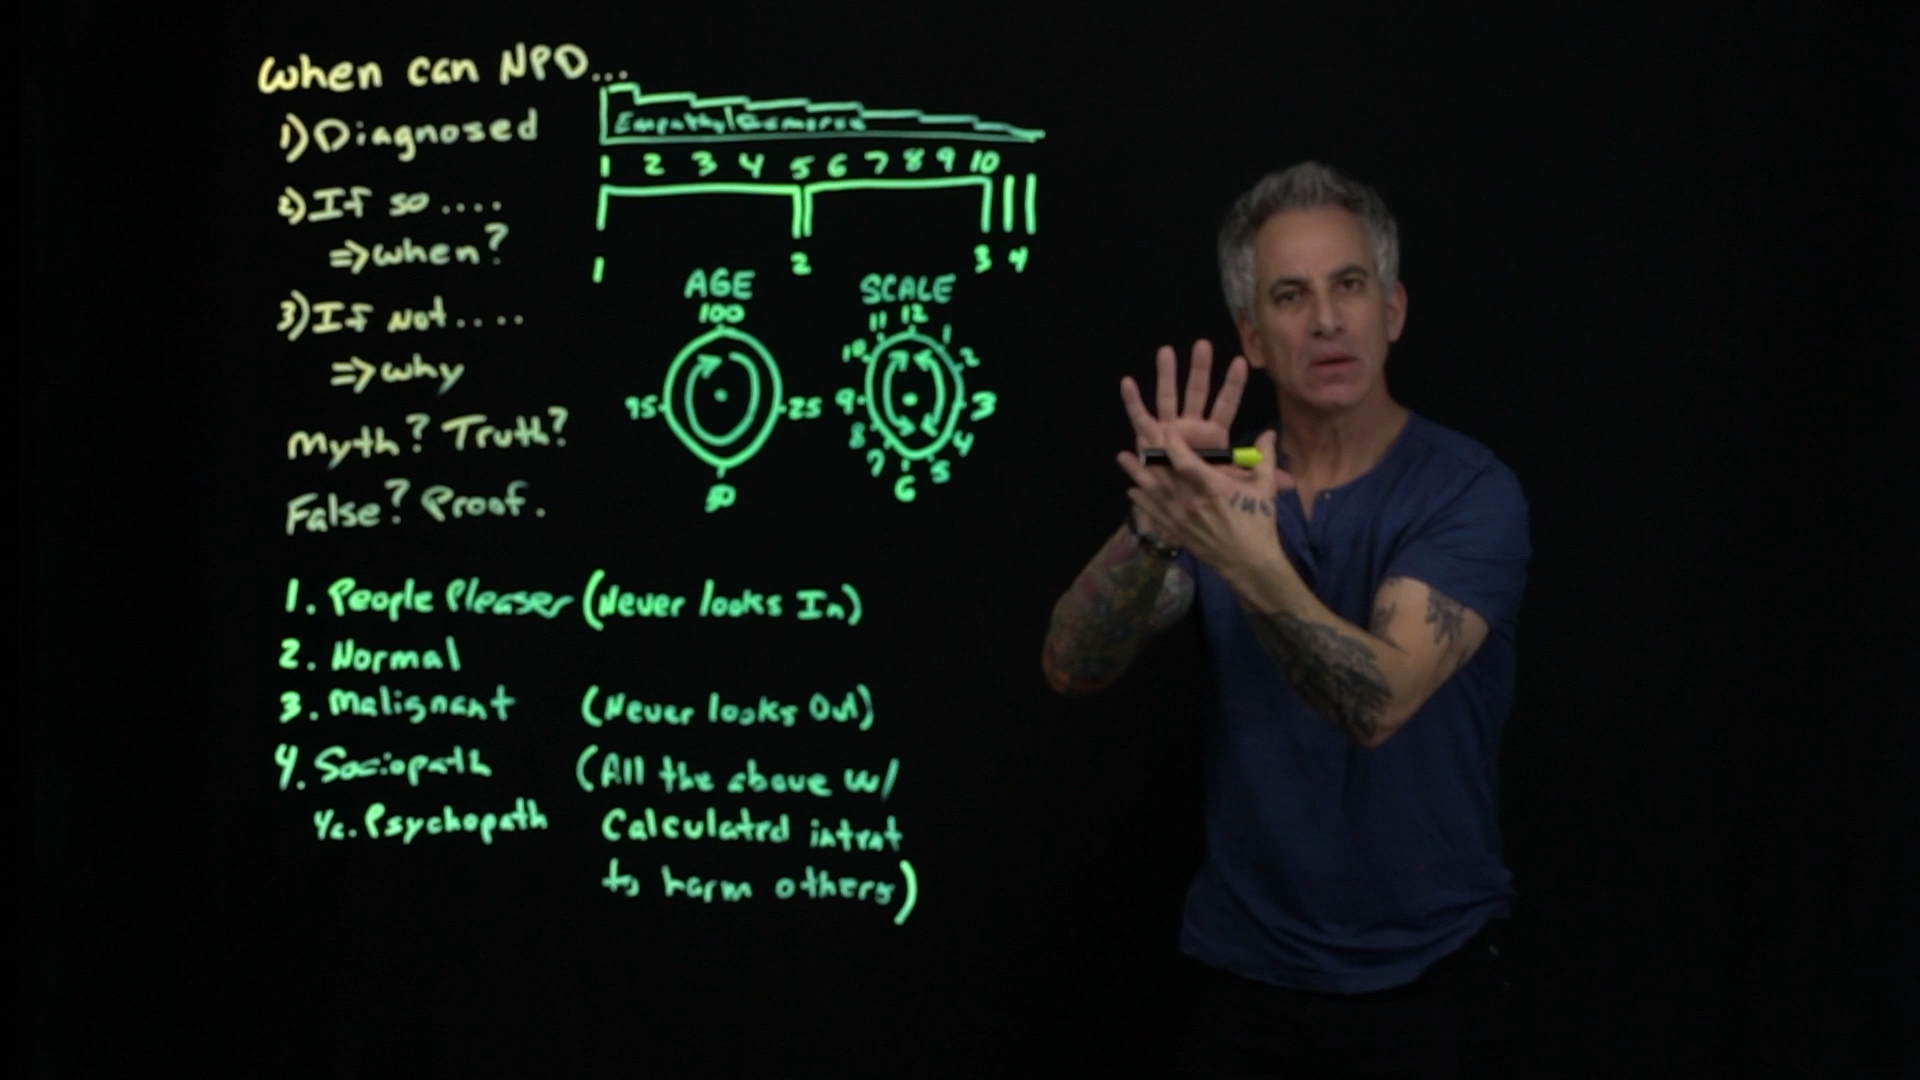 When can NPD...
1) Diagnosed
2) If so....
=> when?
3) If Not....
=> why
Myth? Truth?
False? Proof.
Empathy/Remorse
1 2 3 4 5 6 7 8 9 10
1 2 3 4
AGE
100
25
50
75
SCALE
12
1
2
3
4
5
6
7
8
9
10
11
1. People Pleaser (Never looks In)
2. Normal
3. Malignant (Never looks Out)
4. Sociopath (All the above w/
4a. Psychopath Calculated intent
to harm others)